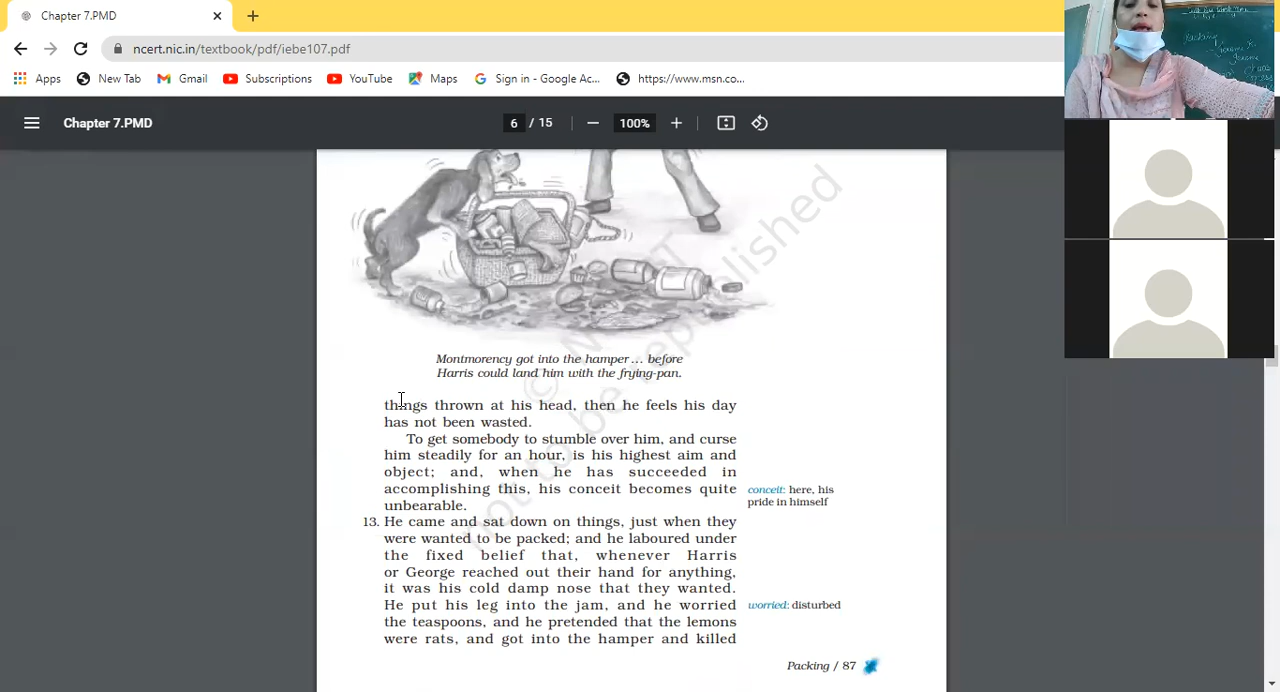 Chapter 7.PMD
ncert.nic.in/textbook/pdf/iebe107.pdf
Apps New Tab Gmail Subscriptions YouTube Maps Sign in - Google Ac... https://www.msn.co...
Chapter 7.PMD 6 / 15 100%
Montmorency got into the hamper... before
Harris could land him with the frying-pan.
things thrown at his head, then he feels his day
has not been wasted.
To get somebody to stumble over him, and curse
him steadily for an hour, is his highest aim and
object; and, when he has succeeded in
accomplishing this, his conceit becomes quite
unbearable.
conceit: here, his
pride in himself
13. He came and sat down on things, just when they
were wanted to be packed; and he laboured under
the fixed belief that, whenever Harris
or George reached out their hand for anything,
it was his cold damp nose that they wanted.
He put his leg into the jam, and he worried
the teaspoons, and he pretended that the lemons
were rats, and got into the hamper and killed
worried: disturbed
Packing / 87
not to be republished
Packing